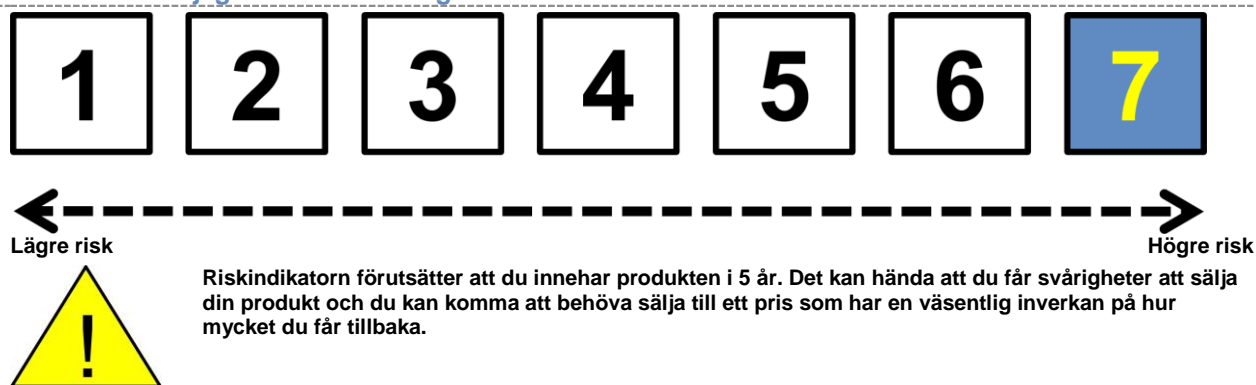 1 2 3 4 5 6 7
Lägre risk Högre risk
Riskindikatorn förutsätter att du innehar produkten i 5 år. Det kan hända att du får svårigheter att sälja
din produkt och du kan komma att behöva sälja till ett pris som har en väsentlig inverkan på hur
mycket du får tillbaka.
!